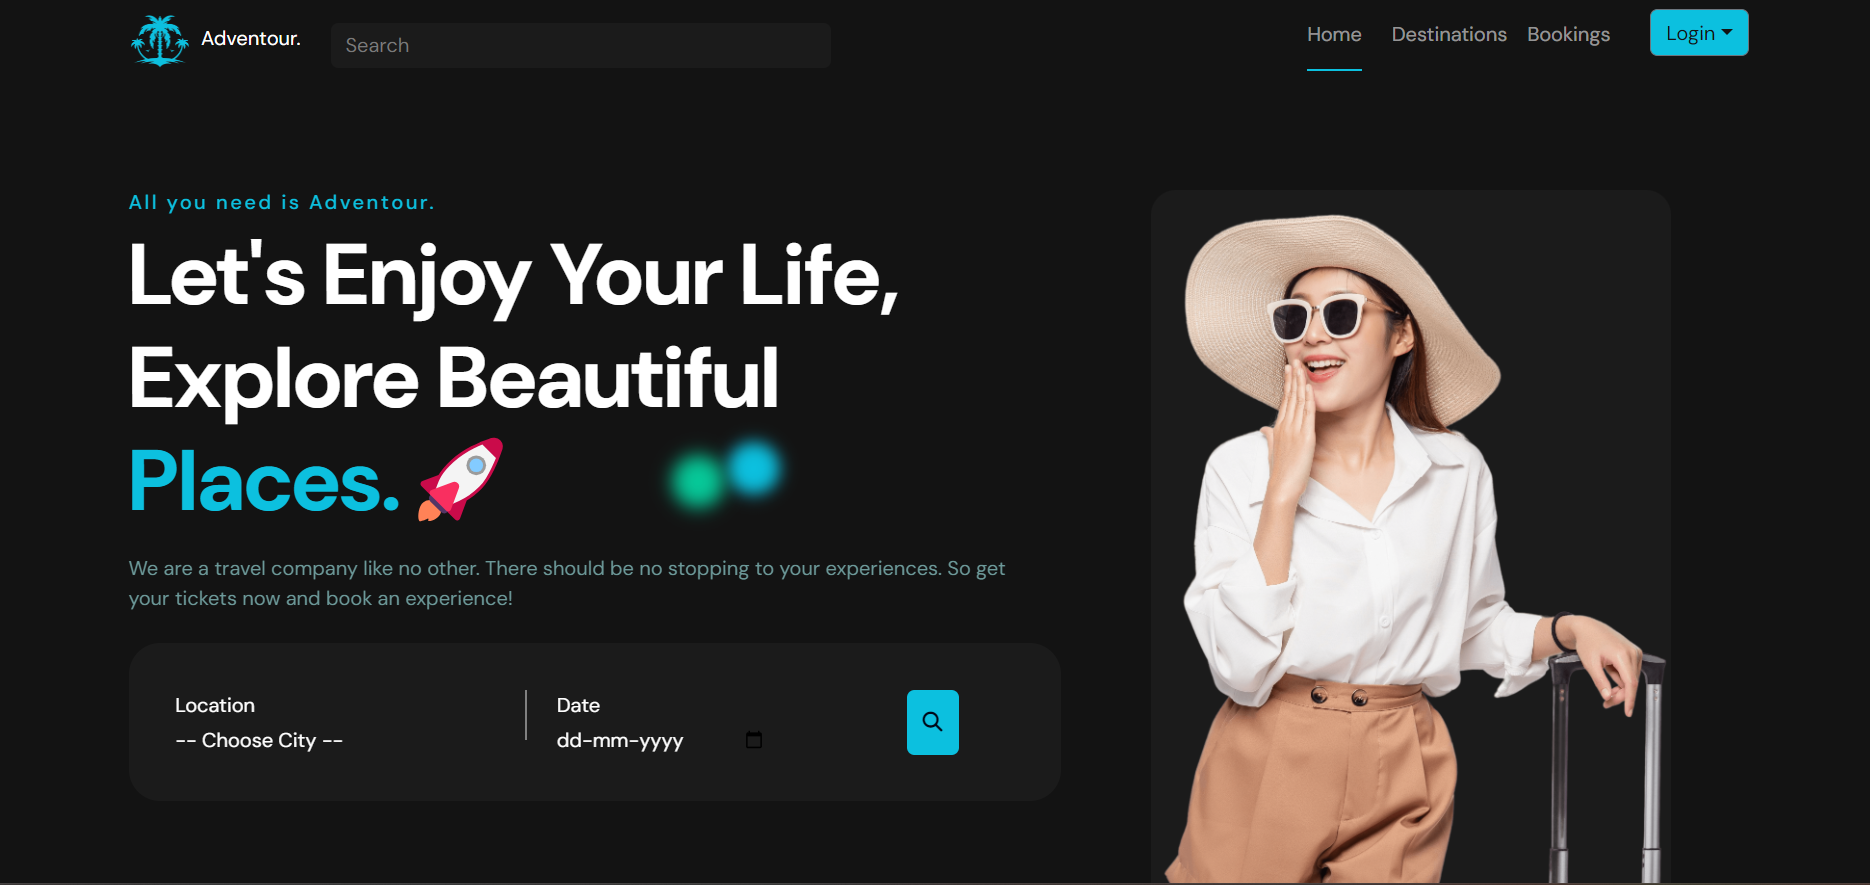 Adventour.
Search
Home
Destinations
Bookings
Login
All you need is Adventour.
Let's Enjoy Your Life,
Explore Beautiful
Places.
We are a travel company like no other. There should be no stopping to your experiences. So get
your tickets now and book an experience!
Location
-- Choose City --
Date
dd-mm-yyyy